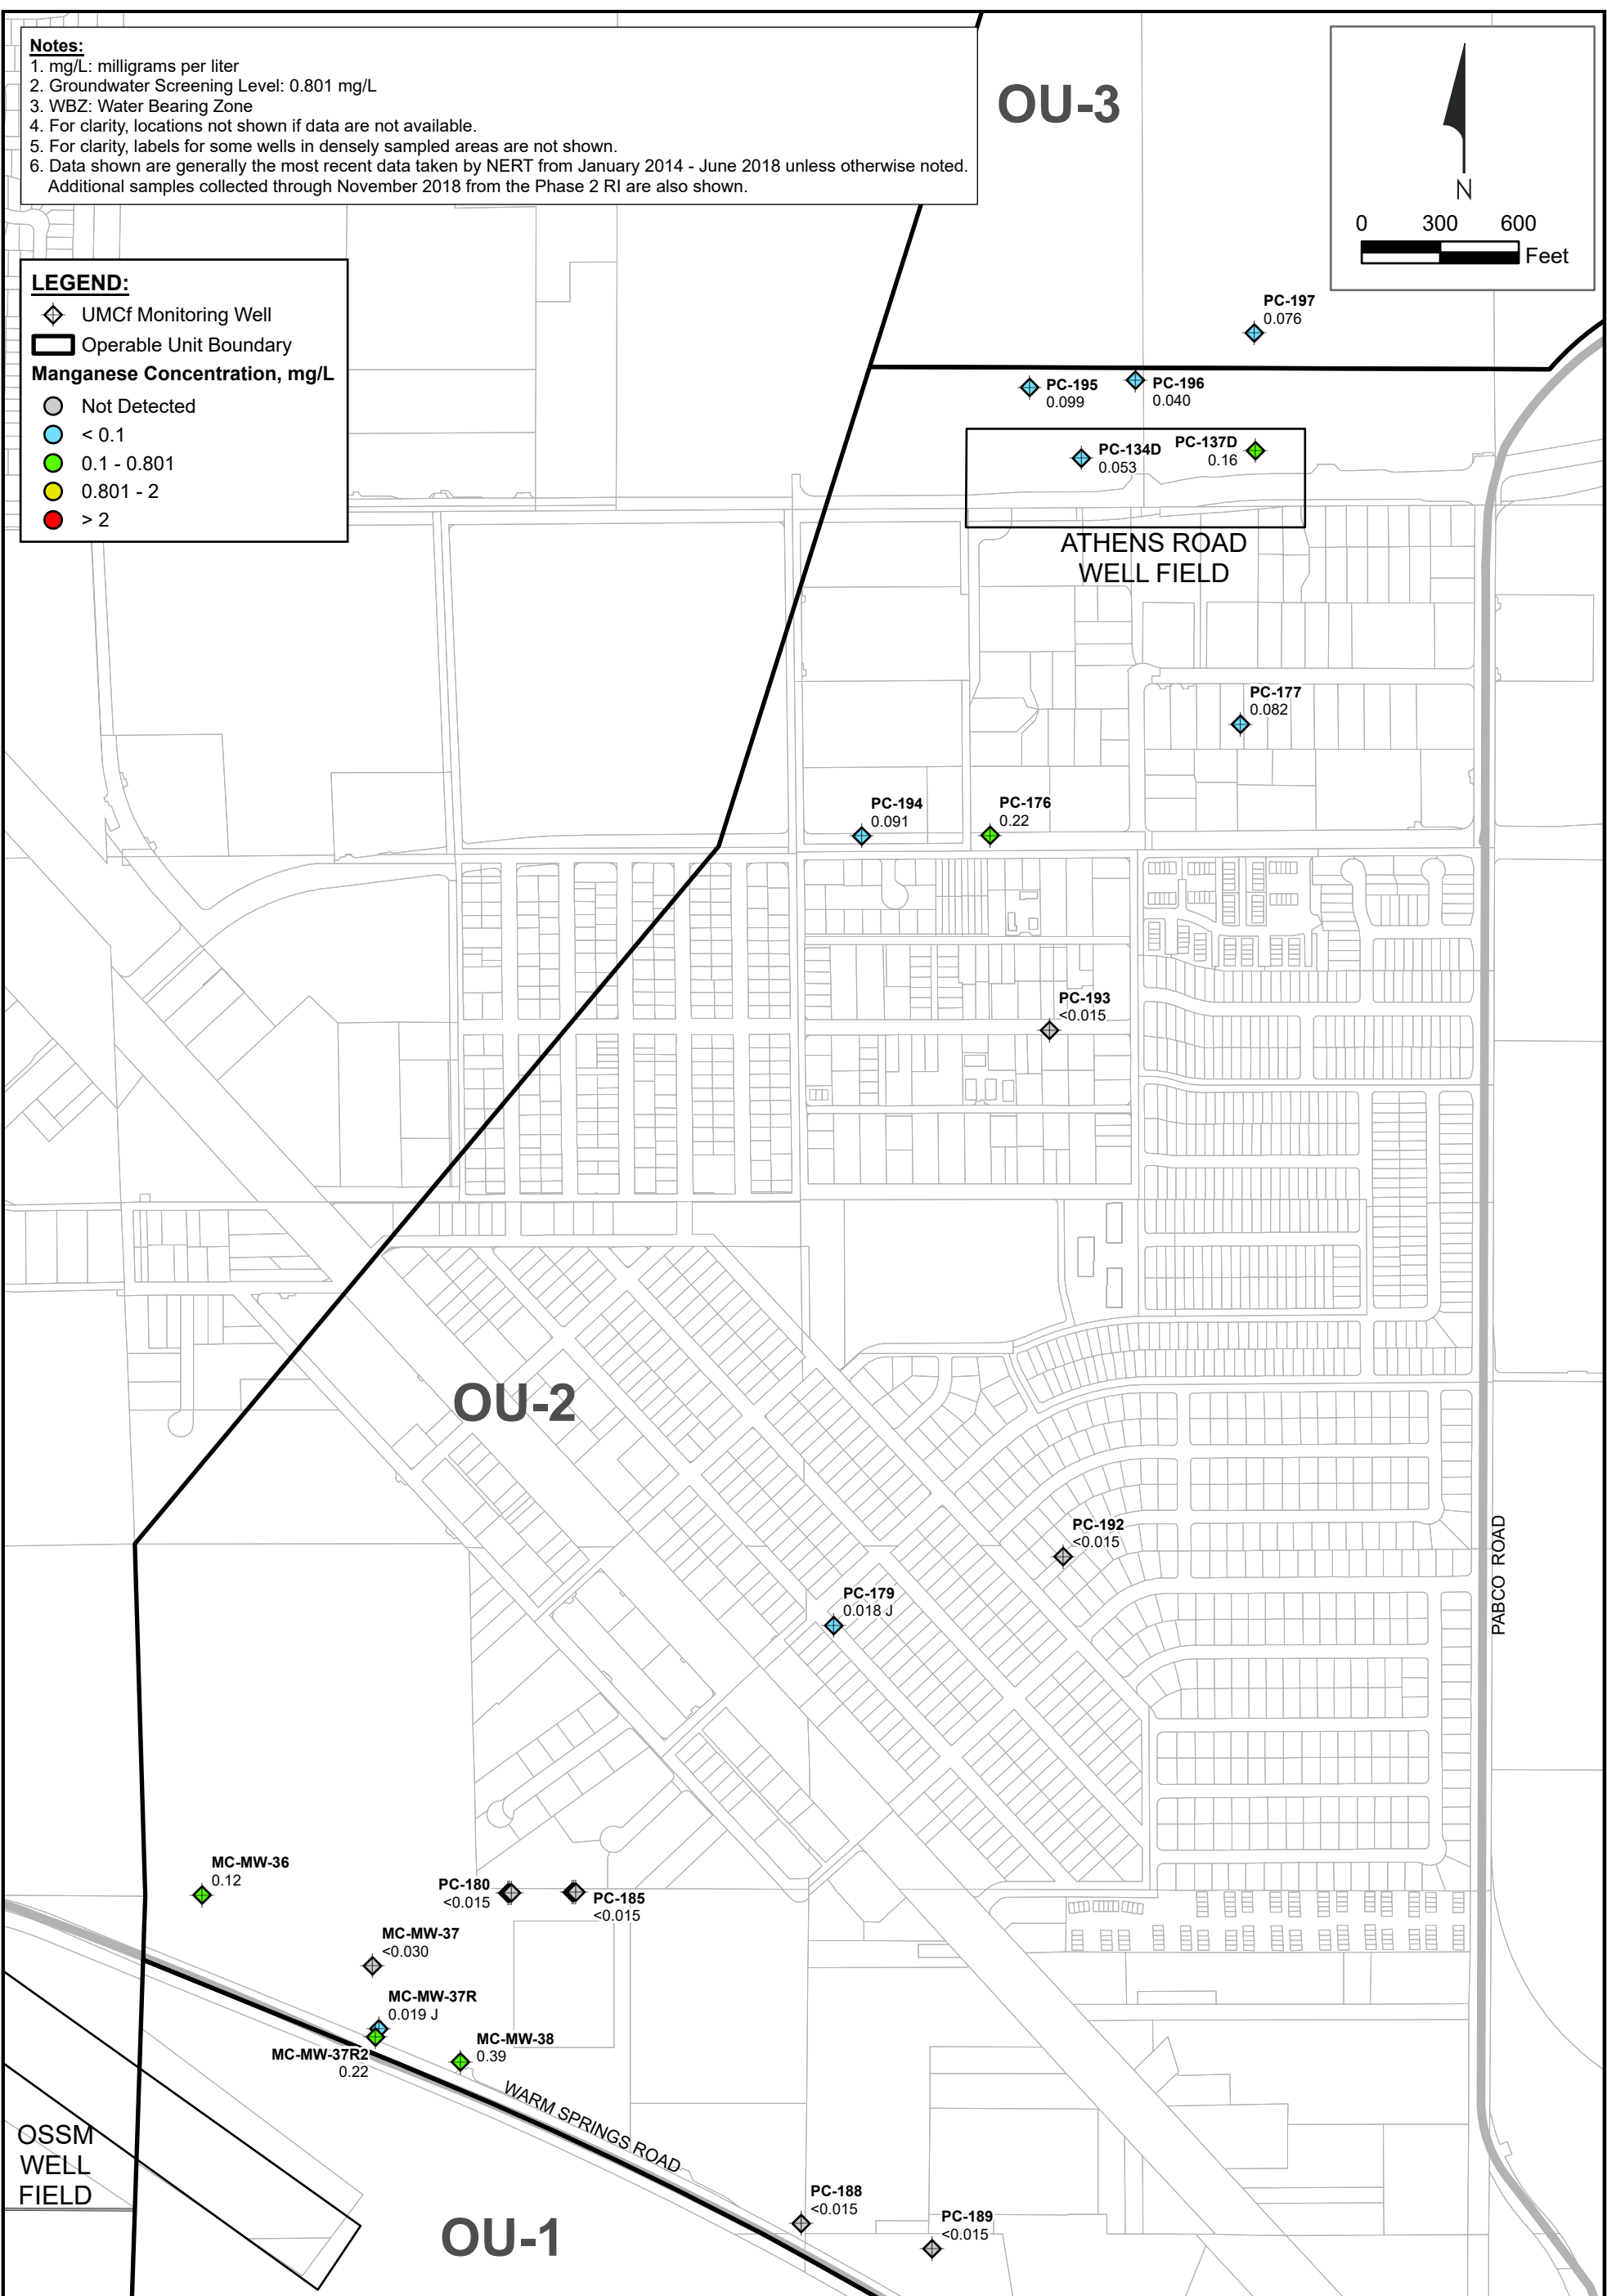 Notes:
1. mg/L: milligrams per liter
2. Groundwater Screening Level: 0.801 mg/L
3. WBZ: Water Bearing Zone
4. For clarity, locations not shown if data are not available.
5. For clarity, labels for some wells in densely sampled areas are not shown.
6. Data shown are generally the most recent data taken by NERT from January 2014 - June 2018 unless otherwise noted.
Additional samples collected through November 2018 from the Phase 2 RI are also shown.
OU-3
N
0 300 600
Feet
LEGEND:
UMCf Monitoring Well
Operable Unit Boundary
Manganese Concentration, mg/L
Not Detected
< 0.1
0.1 - 0.801
0.801 - 2
> 2
PC-197
0.076
PC-195
0.099
PC-196
0.040
PC-134D
0.053
PC-137D
0.16
ATHENS ROAD
WELL FIELD
PC-177
0.082
PC-194
0.091
PC-176
0.22
PC-193
<0.015
OU-2
PC-192
<0.015
PABCO ROAD
PC-179
0.018 J
MC-MW-36
0.12
PC-180
<0.015
PC-185
<0.015
MC-MW-37
<0.030
MC-MW-37R
0.019 J
MC-MW-37R2
0.22
MC-MW-38
0.39
WARM SPRINGS ROAD
OSSM
WELL
FIELD
OU-1
PC-188
<0.015
PC-189
<0.015